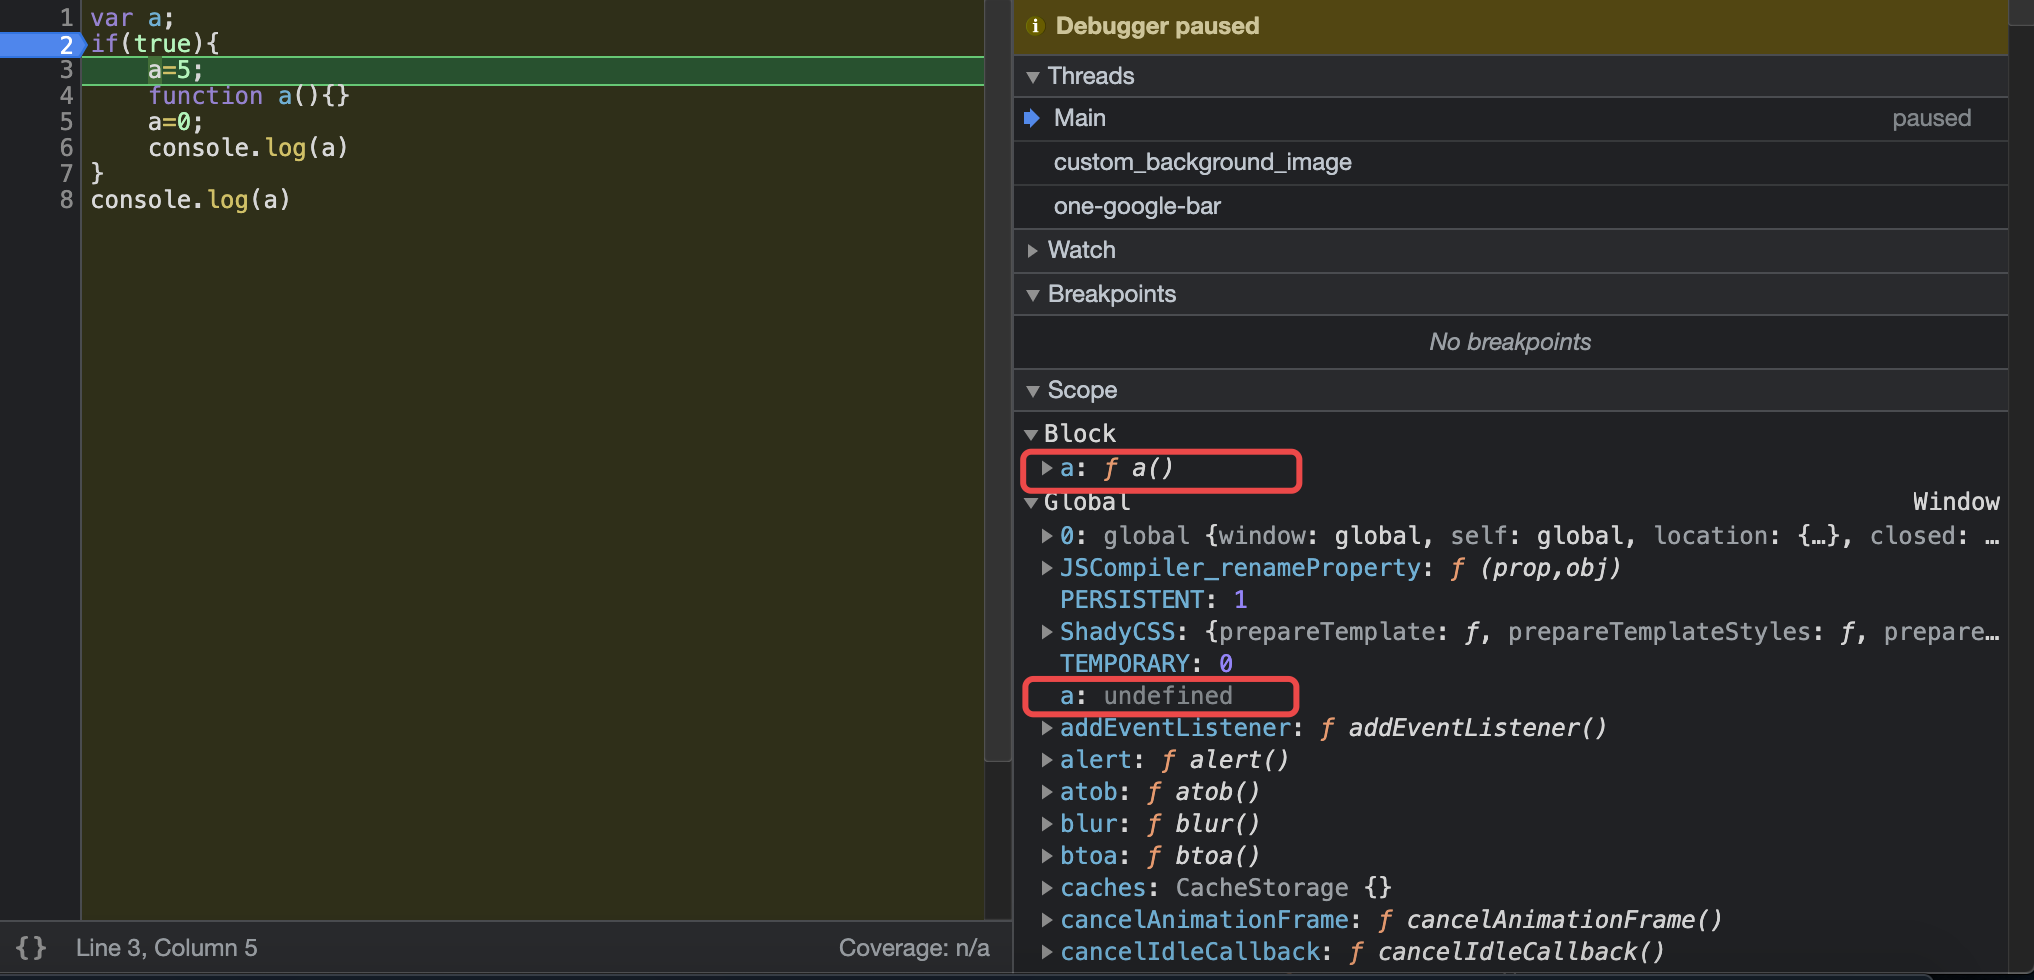 1 var a;
2 if(true){
3 a=5;
4 function a(){}
5 a=0;
6 console.log(a)
7 }
8 console.log(a)
{} Line 3, Column 5
Coverage: n/a
Debugger paused
Threads
Main paused
custom_background_image
one-google-bar
Watch
Breakpoints
No breakpoints
Scope
Block
a: ƒ a()
Global Window
0: global {window: global, self: global, location: {…}, closed: …
JSCompiler_renameProperty: ƒ (prop,obj)
PERSISTENT: 1
ShadyCSS: {prepareTemplate: ƒ, prepareTemplateStyles: ƒ, prepare…
TEMPORARY: 0
a: undefined
addEventListener: ƒ addEventListener()
alert: ƒ alert()
atob: ƒ atob()
blur: ƒ blur()
btoa: ƒ btoa()
caches: CacheStorage {}
cancelAnimationFrame: ƒ cancelAnimationFrame()
cancelIdleCallback: ƒ cancelIdleCallback()